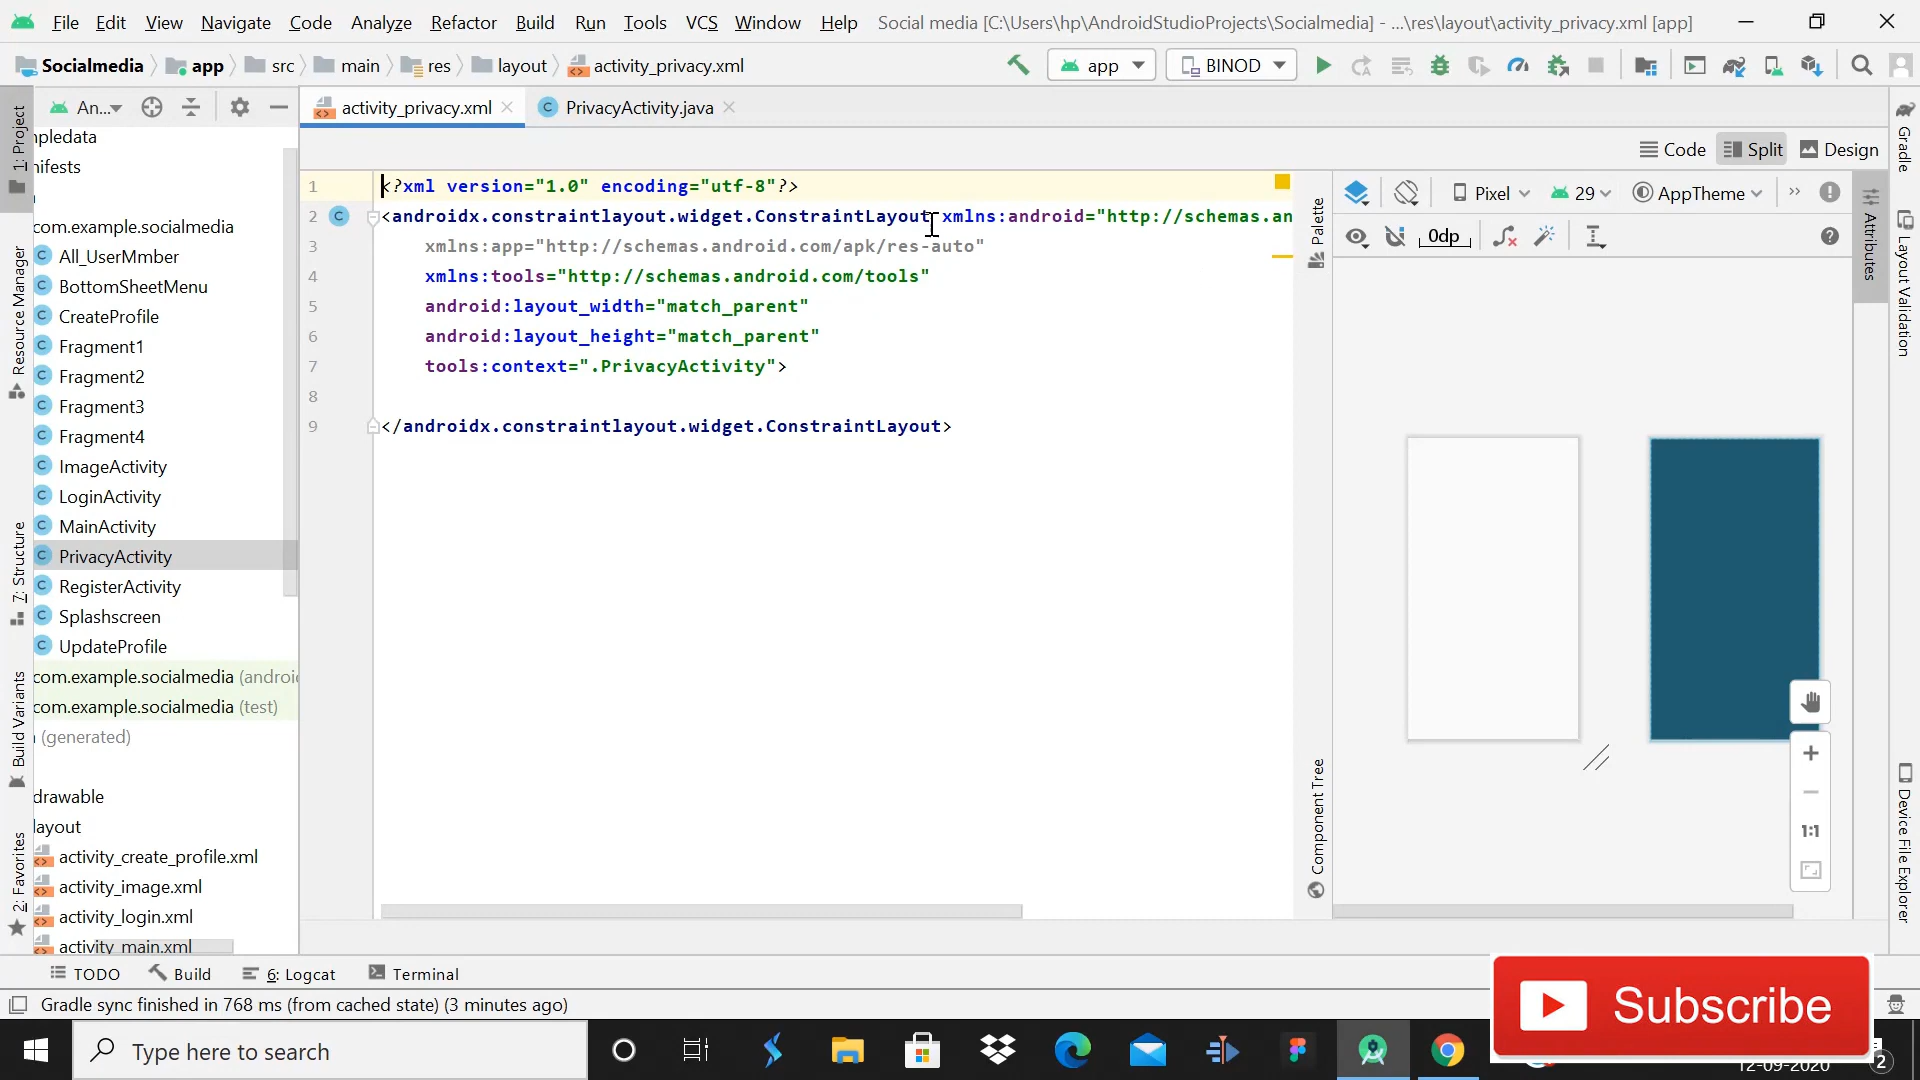 File Edit View Navigate Code Analyze Refactor Build Run Tools VCS Window Help Social media [C:\Users\hp\AndroidStudioProjects\Socialmedia] - ...\res\layout\activity_privacy.xml [app]
Socialmedia app src main res layout activity_privacy.xml app BINOD
An... activity_privacy.xml PrivacyActivity.java
Code Split Design
1: Project
Resource Manager
7: Structure
Build Variants
2: Favorites
mpledata
nifests
com.example.socialmedia
All_UserMmber
BottomSheetMenu
CreateProfile
Fragment1
Fragment2
Fragment3
Fragment4
ImageActivity
LoginActivity
MainActivity
PrivacyActivity
RegisterActivity
Splashscreen
UpdateProfile
com.example.socialmedia (androi
com.example.socialmedia (test)
(generated)
drawable
layout
activity_create_profile.xml
activity_image.xml
activity_login.xml
activity_main.xml
1 <?xml version="1.0" encoding="utf-8"?>
2 <androidx.constraintlayout.widget.ConstraintLayout xmlns:android="http://schemas.an
3 xmlns:app="http://schemas.android.com/apk/res-auto"
4 xmlns:tools="http://schemas.android.com/tools"
5 android:layout_width="match_parent"
6 android:layout_height="match_parent"
7 tools:context=".PrivacyActivity">
8
9 </androidx.constraintlayout.widget.ConstraintLayout>
Palette
Component Tree
Pixel 29 AppTheme
0dp
1:1
Attributes
Gradle
Layout Validation
Device File Explorer
TODO Build 6: Logcat Terminal
Gradle sync finished in 768 ms (from cached state) (3 minutes ago)
Subscribe
Type here to search
12-09-2020
2